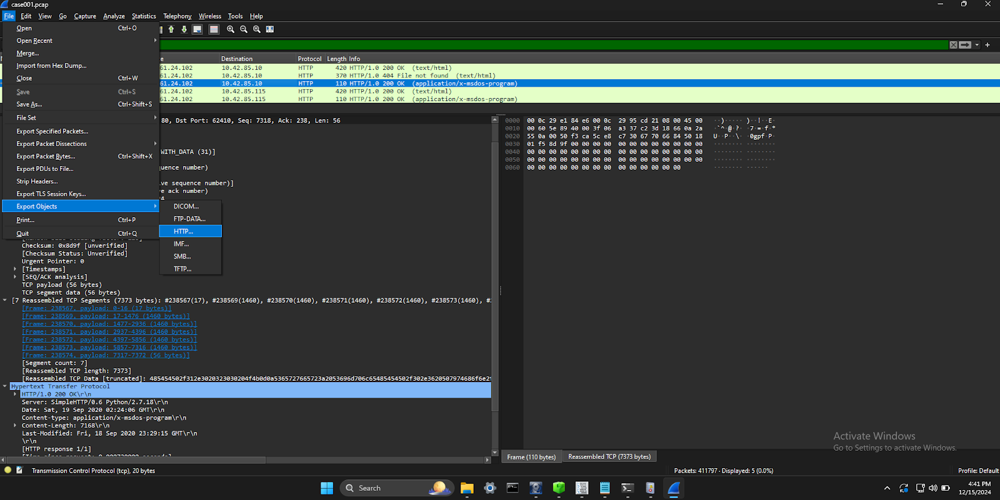 case001.pcap
File Edit View Go Capture Analyze Statistics Telephony Wireless Tools Help
Open Ctrl+O
Open Recent
Merge...
Import from Hex Dump...
Close Ctrl+W
Save Ctrl+S
Save As... Ctrl+Shift+S
File Set
Export Specified Packets...
Export Packet Dissections
Export Packet Bytes... Ctrl+Shift+X
Export PDUs to File...
Strip Headers...
Export TLS Session Keys...
Export Objects
Print... Ctrl+P
Quit Ctrl+Q
DICOM...
FTP-DATA...
HTTP...
IMF...
SMB...
TFTP...
Destination Protocol Length Info
61.24.102 10.42.85.10 HTTP 420 HTTP/1.0 200 OK (text/html)
61.24.102 10.42.85.10 HTTP 370 HTTP/1.0 404 File not found (text/html)
61.24.102 10.42.85.10 HTTP 110 HTTP/1.0 200 OK (application/x-msdos-program)
61.24.102 10.42.85.115 HTTP 420 HTTP/1.0 200 OK (text/html)
61.24.102 10.42.85.115 HTTP 110 HTTP/1.0 200 OK (application/x-msdos-program)
80, Dst Port: 62410, Seq: 7318, Ack: 238, Len: 56
WITH_DATA (31)]
uence number)
ive sequence number)]
e ack number)
Checksum: 0x8d9f [unverified]
[Checksum Status: Unverified]
Urgent Pointer: 0
[Timestamps]
[SEQ/ACK analysis]
TCP payload (56 bytes)
TCP segment data (56 bytes)
[7 Reassembled TCP Segments (7373 bytes): #238567(17), #238569(1460), #238570(1460), #238571(1460), #238572(1460), #238573(1460), #
[Frame: 238567, payload: 0-16 (17 bytes)]
[Frame: 238569, payload: 17-1476 (1460 bytes)]
[Frame: 238570, payload: 1477-2936 (1460 bytes)]
[Frame: 238571, payload: 2937-4396 (1460 bytes)]
[Frame: 238572, payload: 4397-5856 (1460 bytes)]
[Frame: 238573, payload: 5857-7316 (1460 bytes)]
[Frame: 238574, payload: 7317-7372 (56 bytes)]
[Segment count: 7]
[Reassembled TCP length: 7373]
[Reassembled TCP Data [truncated]: 485454502f312e3020323030204f4b0d0a5365727665723a2053696d706c65485454502f302e3620507974686f6e2f
Hypertext Transfer Protocol
HTTP/1.0 200 OK\r\n
Server: SimpleHTTP/0.6 Python/2.7.18\r\n
Date: Sat, 19 Sep 2020 02:24:06 GMT\r\n
Content-type: application/x-msdos-program\r\n
Content-Length: 7168\r\n
Last-Modified: Fri, 18 Sep 2020 23:29:15 GMT\r\n
\r\n
[HTTP response 1/1]
0000 00 0c 29 e1 84 e6 00 0c 29 95 cd 21 08 00 45 00 ··)····· )··!··E·
0010 00 60 5e 89 40 00 3f 06 a3 37 c2 3d 18 66 0a 2a ·`^·@·?· ·7·=·f·*
0020 55 0a 00 50 f3 ca 5c e8 c7 30 67 70 66 84 50 18 U··P··\· ·0gpf·P·
0030 01 f5 8d 9f 00 00 00 00 00 00 00 00 00 00 00 00 ········ ········
0040 00 00 00 00 00 00 00 00 00 00 00 00 00 00 00 00 ········ ········
0050 00 00 00 00 00 00 00 00 00 00 00 00 00 00 00 00 ········ ········
0060 00 00 00 00 00 00 00 00 00 00 00 00 00 00 ········ ······
Activate Windows
Go to Settings to activate Windows.
Frame (110 bytes) Reassembled TCP (7373 bytes)
Transmission Control Protocol (tcp), 20 bytes Packets: 411797 · Displayed: 5 (0.0%) Profile: Default
Search
4:41 PM
12/15/2024